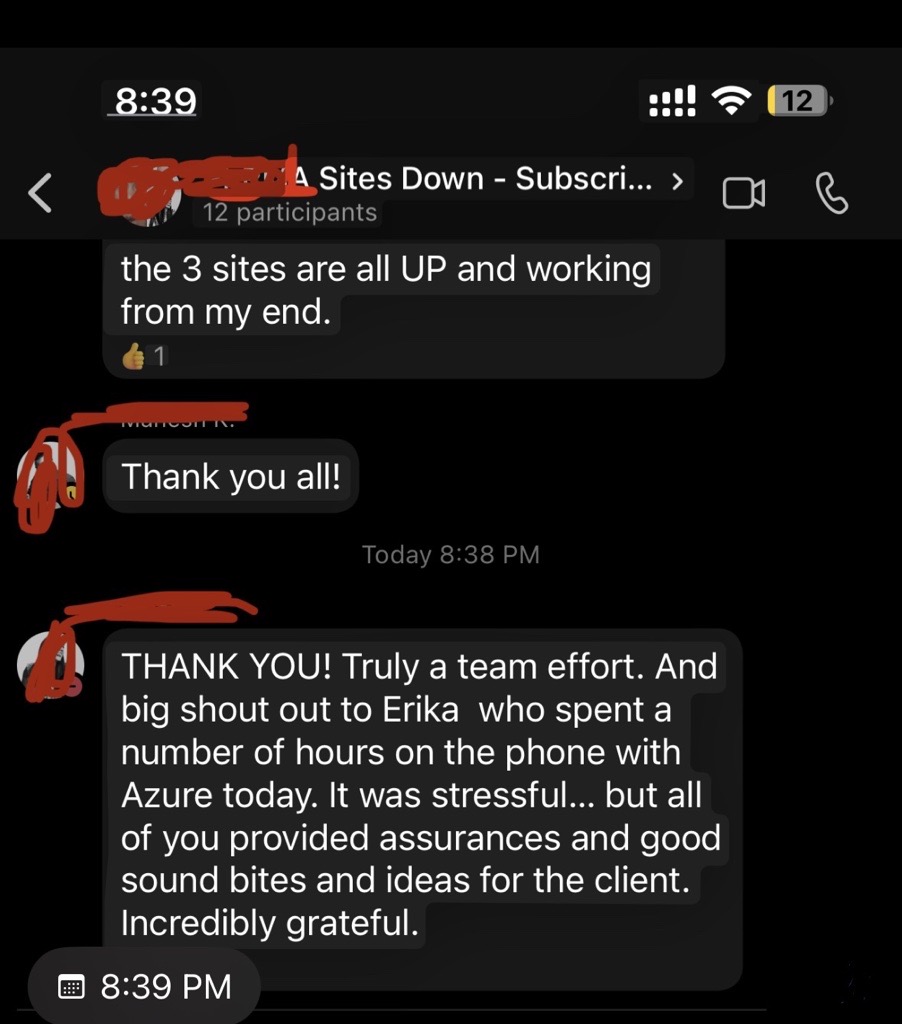 8:39
12
A Sites Down - Subscri...
12 participants
the 3 sites are all UP and working
from my end.
👍 1
Thank you all!
Today 8:38 PM
THANK YOU! Truly a team effort. And
big shout out to Erika who spent a
number of hours on the phone with
Azure today. It was stressful... but all
of you provided assurances and good
sound bites and ideas for the client.
Incredibly grateful.
8:39 PM